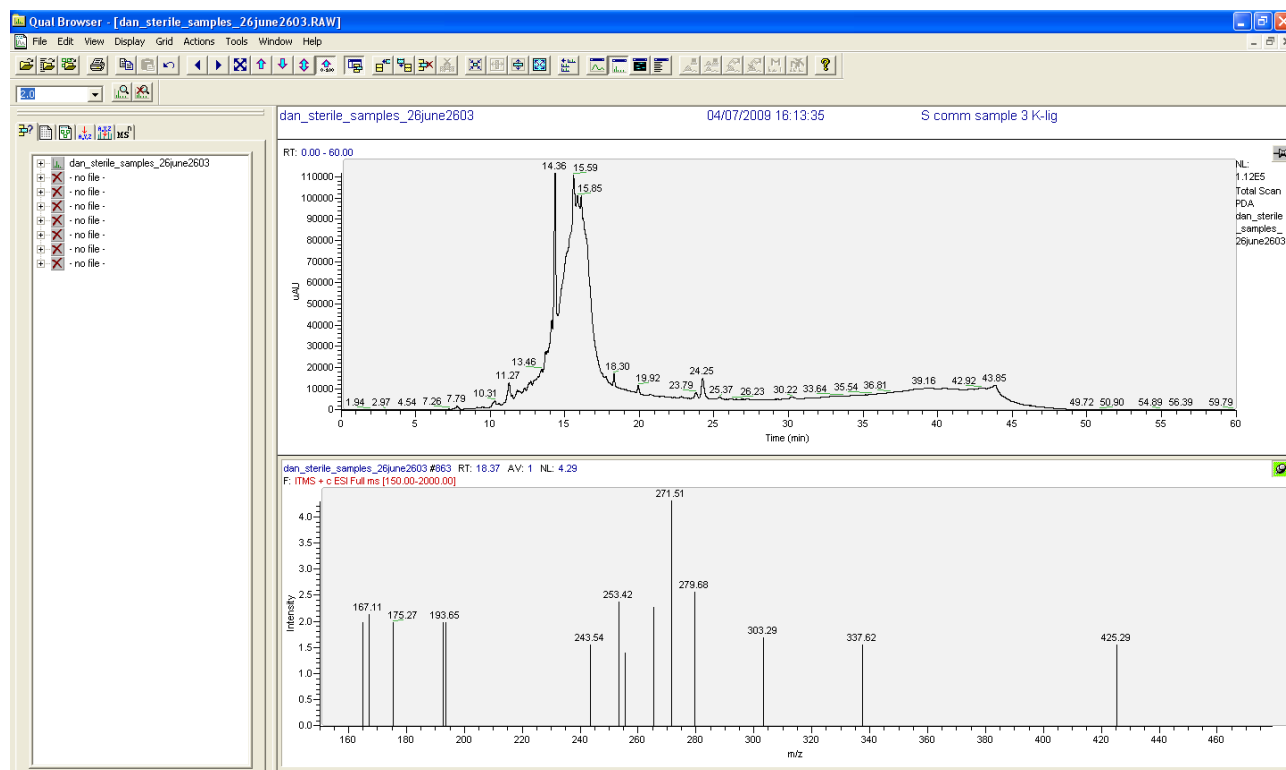 Qual Browser - [dan_sterile_samples_26june2603.RAW]
File Edit View Display Grid Actions Tools Window Help
2.0
dan_sterile_samples_26june2603
- no file -
- no file -
- no file -
- no file -
- no file -
- no file -
- no file -
dan_sterile_samples_26june2603 04/07/2009 16:13:35 S comm sample 3 K-lig
RT: 0.00 - 60.00
NL:
1.12E5
Total Scan
PDA
dan_sterile
_samples_
26june2603
14.36 15.59
15.85
13.46
11.27
10.31
1.94 2.97 4.54 7.26 7.79
18.30
19.92
23.79
24.25
25.37 26.23 30.22 33.64 35.54 36.81 39.16 42.92 43.85
49.72 50.90 54.89 56.39 59.79
110000
100000
90000
80000
70000
60000
50000
40000
30000
20000
10000
0
uAU
0 5 10 15 20 25 30 35 40 45 50 55 60
Time (min)
dan_sterile_samples_26june2603 #863 RT: 18.37 AV: 1 NL: 4.29
F: ITMS + c ESI Full ms [150.00-2000.00]
271.51
279.68
253.42
167.11
175.27
193.65
243.54
303.29
337.62
425.29
4.0
3.5
3.0
2.5
2.0
1.5
1.0
0.5
0.0
Intensity
160 180 200 220 240 260 280 300 320 340 360 380 400 420 440 460
m/z